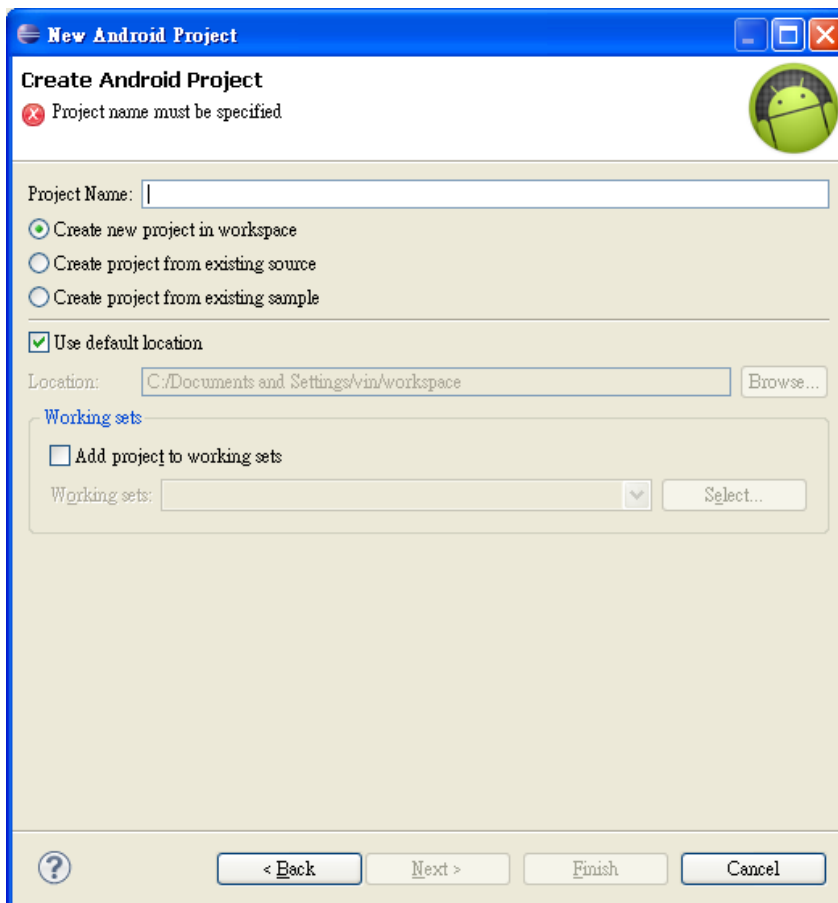 New Android Project
Create Android Project
Project name must be specified
Project Name:
Create new project in workspace
Create project from existing source
Create project from existing sample
Use default location
Location: C:/Documents and Settings/vin/workspace Browse...
Working sets
Add project to working sets
Working sets: Select...
? < Back Next > Finish Cancel